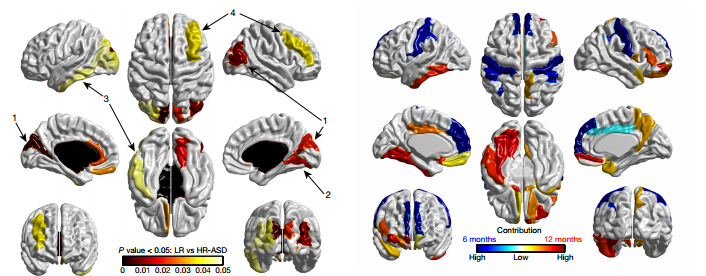 4
3
1
1
2
P value < 0.05: LR vs HR-ASD
0 0.01 0.02 0.03 0.04 0.05
Contribution
6 months 12 months
High Low High